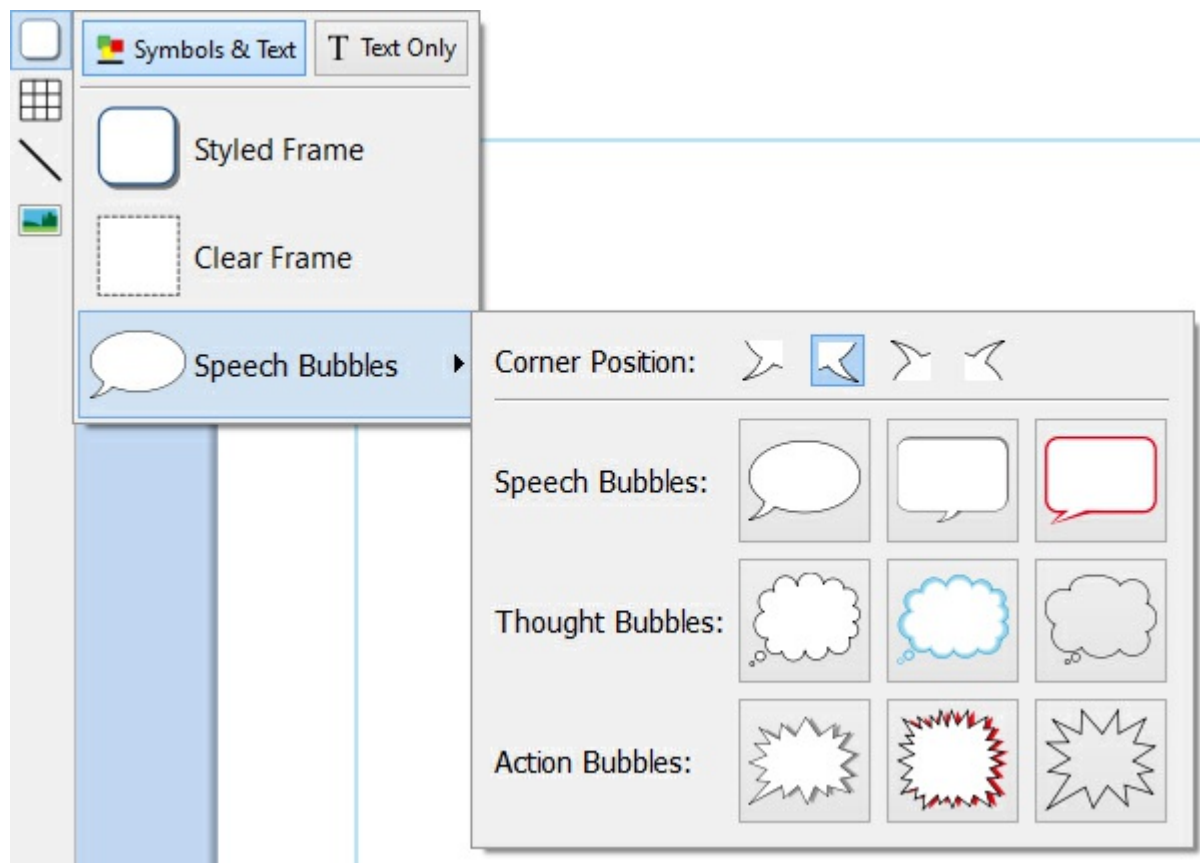 Symbols & Text
T Text Only
Styled Frame
Clear Frame
Speech Bubbles
Corner Position:
Speech Bubbles:
Thought Bubbles:
Action Bubbles: